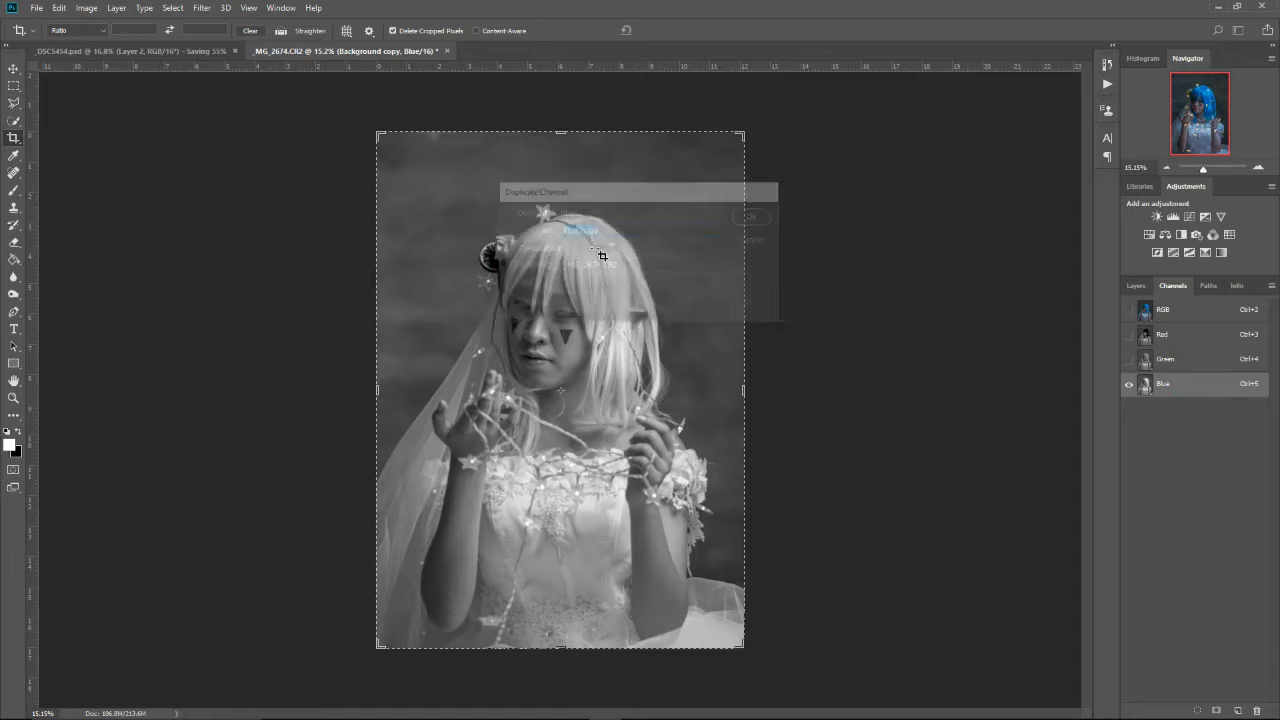 Ps File Edit Image Layer Type Select Filter 3D View Window Help
Ratio Clear Straighten Delete Cropped Pixels Content-Aware
_DSC5454.psd @ 16.8% (Layer 2, RGB/16*) - Saving 55% × _MG_2674.CR2 @ 15.2% (Background copy, Blue/16) * ×
Histogram Navigator
15.15%
Libraries Adjustments
Add an adjustment
Layers Channels Paths Info
RGB Ctrl+2
Red Ctrl+3
Green Ctrl+4
Blue Ctrl+5
Duplicate Channel
OK
15.15% Doc: 106.8M/213.6M